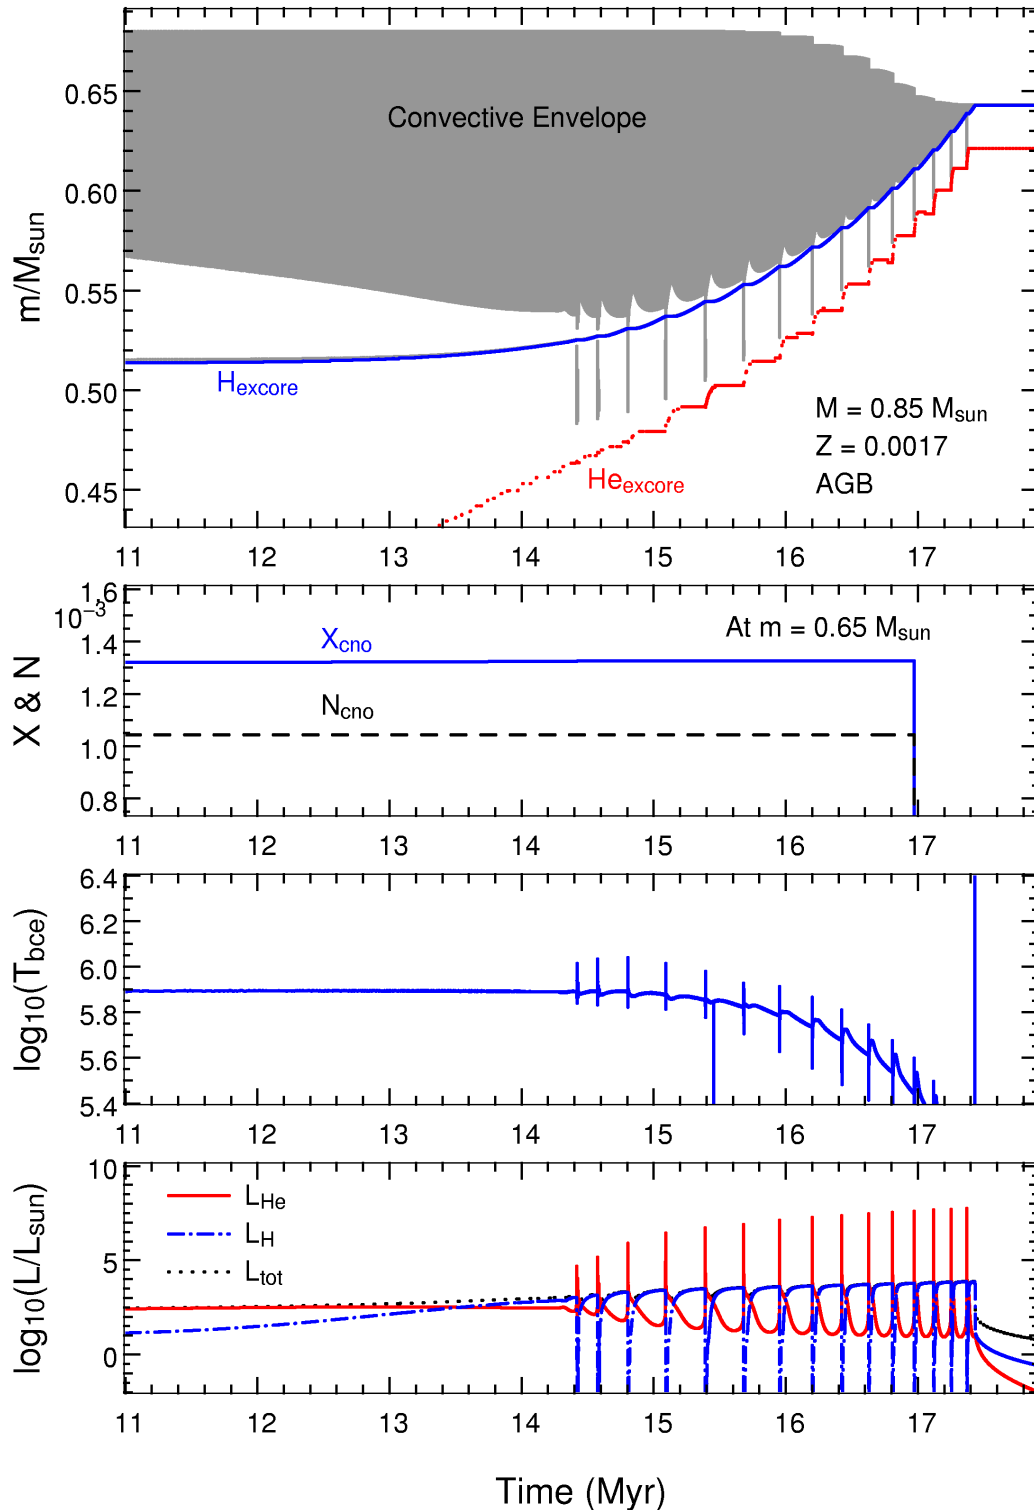 0.65
0.60
0.55
0.50
0.45
m/Msun
Convective Envelope
Hexcore
Heexcore
M = 0.85 Msun
Z = 0.0017
AGB
11 12 13 14 15 16 17
1.6
10⁻³
1.4
1.2
1.0
0.8
X & N
Xcno
Ncno
At m = 0.65 Msun
11 12 13 14 15 16 17
6.4
6.2
6.0
5.8
5.6
5.4
log10(Tbce)
11 12 13 14 15 16 17
10
5
0
log10(L/Lsun)
LHe
LH
Ltot
11 12 13 14 15 16 17
Time (Myr)